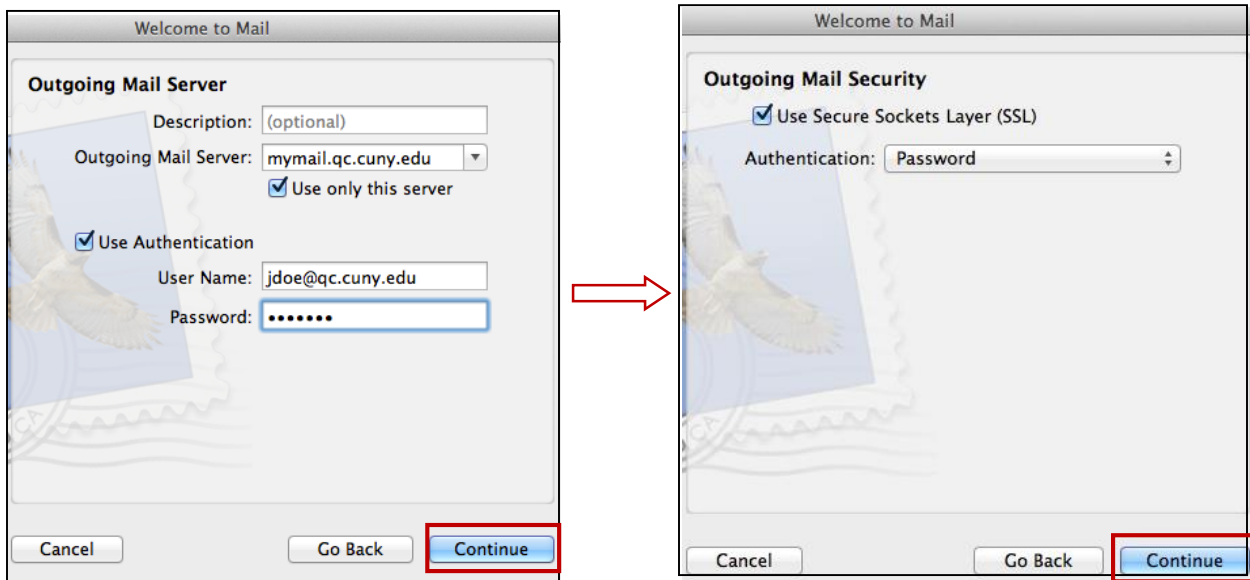 Welcome to Mail
Outgoing Mail Server
Description: (optional)
Outgoing Mail Server: mymail.qc.cuny.edu
Use only this server
Use Authentication
User Name: jdoe@qc.cuny.edu
Password: •••••••
Cancel Go Back Continue
Welcome to Mail
Outgoing Mail Security
Use Secure Sockets Layer (SSL)
Authentication: Password
Cancel Go Back Continue